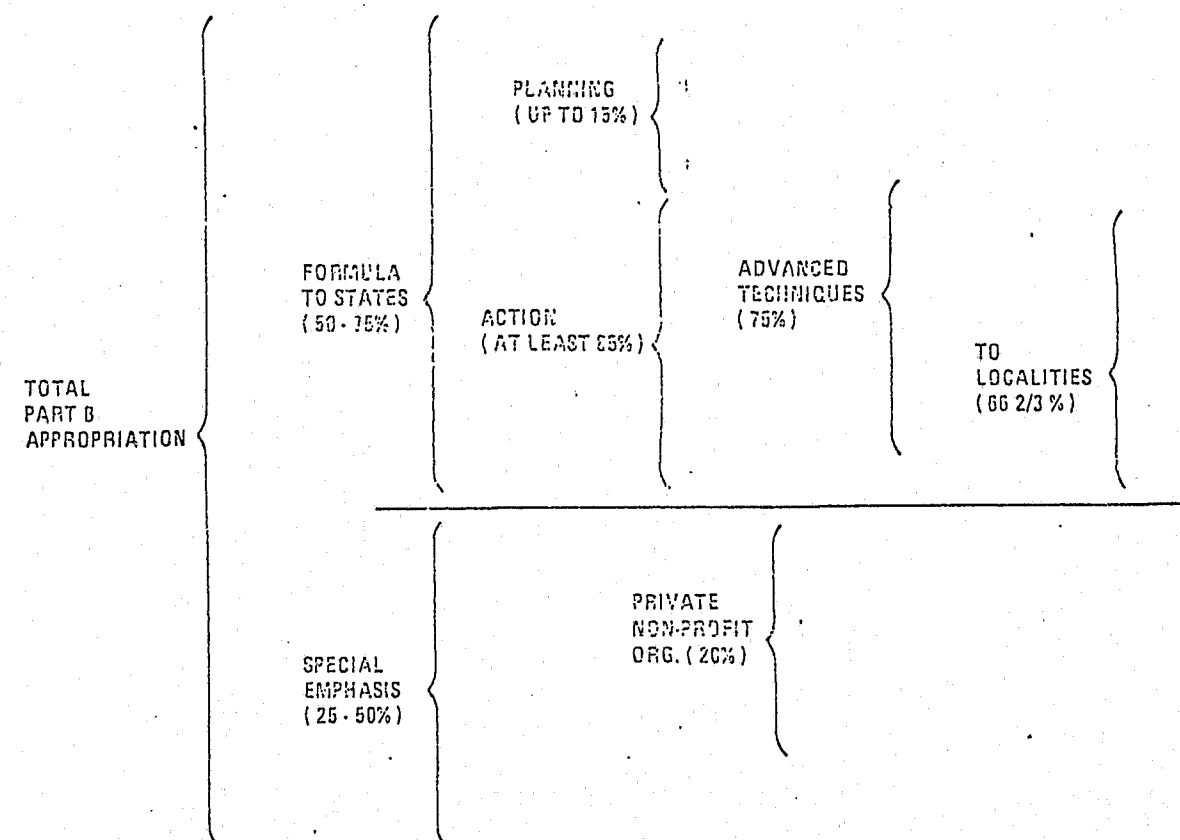 PLANNING
(UP TO 15%)
FORMULA
TO STATES
(50-75%)
ACTION
(AT LEAST 85%)
ADVANCED
TECHNIQUES
(75%)
TO
LOCALITIES
(66 2/3 %)
TOTAL
PART B
APPROPRIATION
PRIVATE
NON-PROFIT
ORG. (20%)
SPECIAL
EMPHASIS
(25-50%)